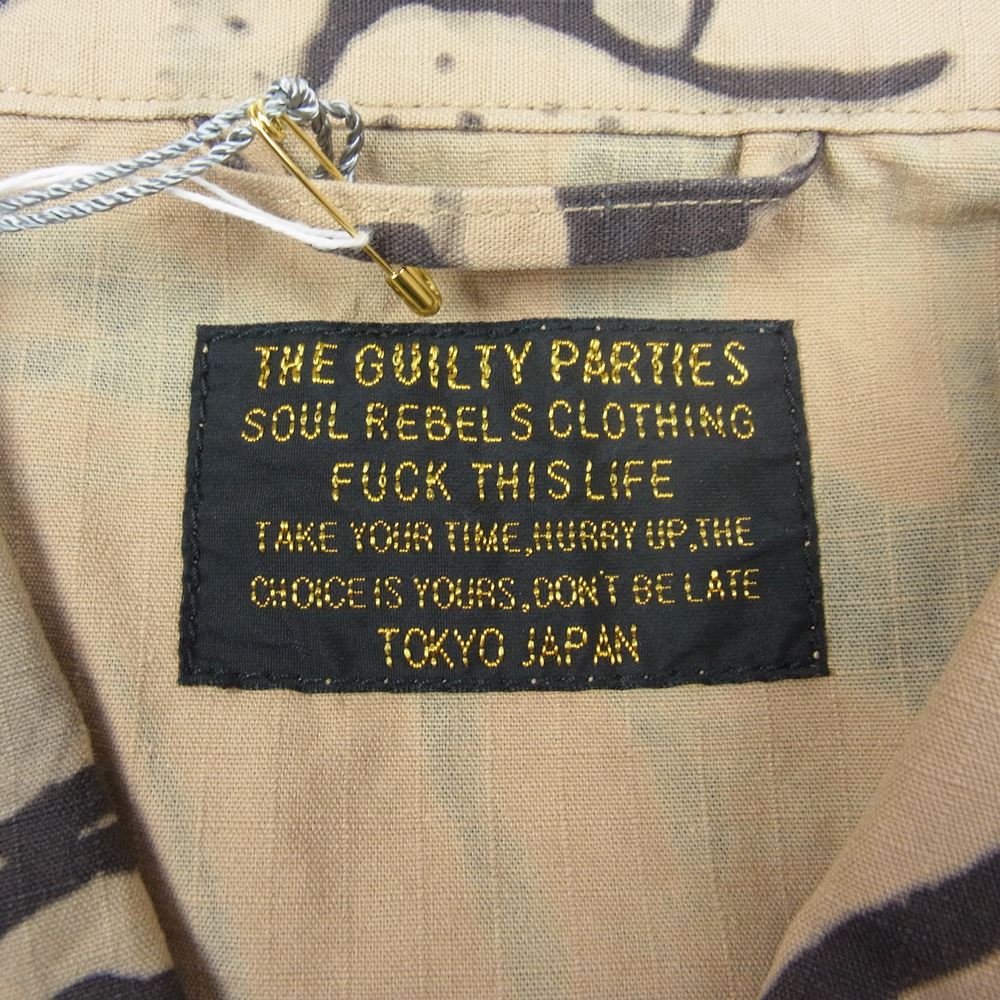 THE GUILTY PARTIES
SOUL REBELS CLOTHING
FUCK THIS LIFE
TAKE YOUR TIME,HURRY UP,THE
CHOICE IS YOURS,DON'T BE LATE
TOKYO JAPAN